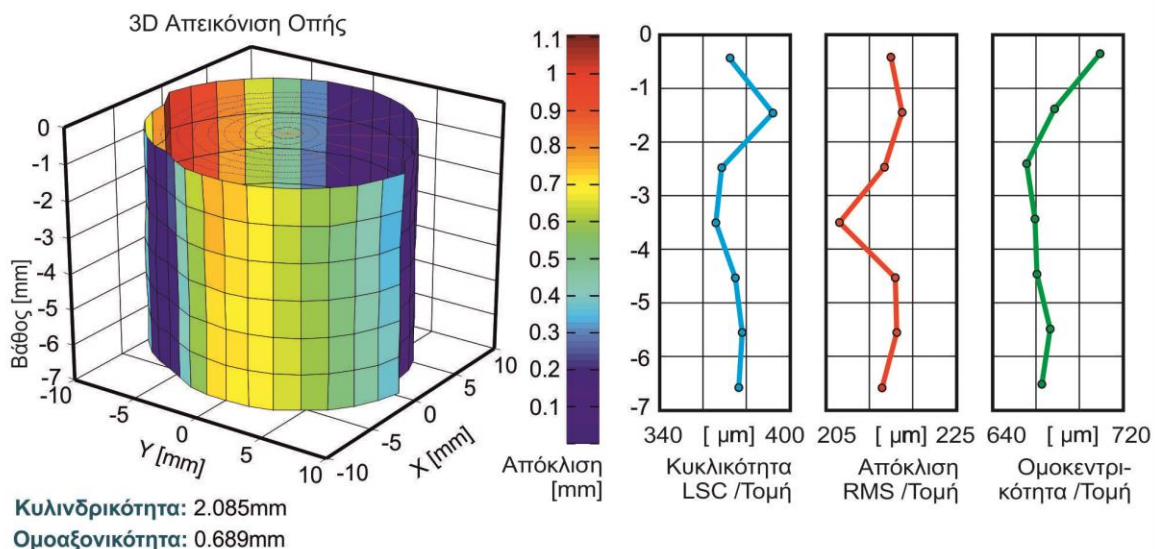 3D Απεικόνιση Οπής
Βάθος [mm]
0
-1
-2
-3
-4
-5
-6
-7
-10
-5
0
5
10
Y [mm]
-10
-5
0
5
10
X [mm]
1.1
1
0.9
0.8
0.7
0.6
0.5
0.4
0.3
0.2
0.1
Απόκλιση
[mm]
0
-1
-2
-3
-4
-5
-6
-7
340 [ μm] 400
Κυκλικότητα
LSC /Τομή
205 [ μm] 225
Απόκλιση
RMS /Τομή
640 [ μm] 720
Ομοκεντρι-
κότητα /Τομή
Κυλινδρικότητα: 2.085mm
Ομοαξονικότητα: 0.689mm